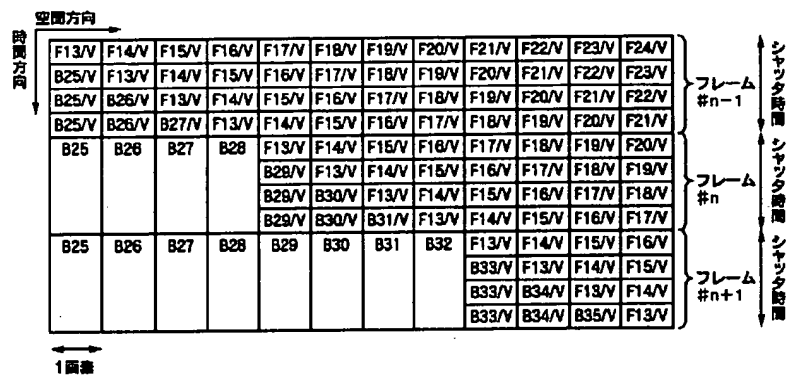 空間方向
時間方向
F13/V F14/V F15/V F16/V F17/V F18/V F19/V F20/V F21/V F22/V F23/V F24/V
B25/V F13/V F14/V F15/V F16/V F17/V F18/V F19/V F20/V F21/V F22/V F23/V
B25/V B26/V F13/V F14/V F15/V F16/V F17/V F18/V F19/V F20/V F21/V F22/V
B25/V B26/V B27/V F13/V F14/V F15/V F16/V F17/V F18/V F19/V F20/V F21/V
フレーム
#n-1
シャッタ時間
B25 B26 B27 B28 F13/V F14/V F15/V F16/V F17/V F18/V F19/V F20/V
B29/V F13/V F14/V F15/V F16/V F17/V F18/V F19/V
B29/V B30/V F13/V F14/V F15/V F16/V F17/V F18/V
B29/V B30/V B31/V F13/V F14/V F15/V F16/V F17/V
フレーム
#n
シャッタ時間
B25 B26 B27 B28 B29 B30 B31 B32 F13/V F14/V F15/V F16/V
B33/V F13/V F14/V F15/V
B33/V B34/V F13/V F14/V
B33/V B34/V B35/V F13/V
フレーム
#n+1
シャッタ時間
1画素